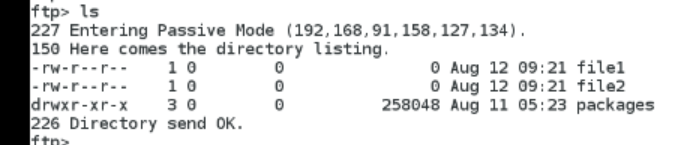 ftp> ls
227 Entering Passive Mode (192,168,91,158,127,134).
150 Here comes the directory listing.
-rw-r--r--    1 0        0               0 Aug 12 09:21 file1
-rw-r--r--    1 0        0               0 Aug 12 09:21 file2
drwxr-xr-x    3 0        0          258048 Aug 11 05:23 packages
226 Directory send OK.
ftp>